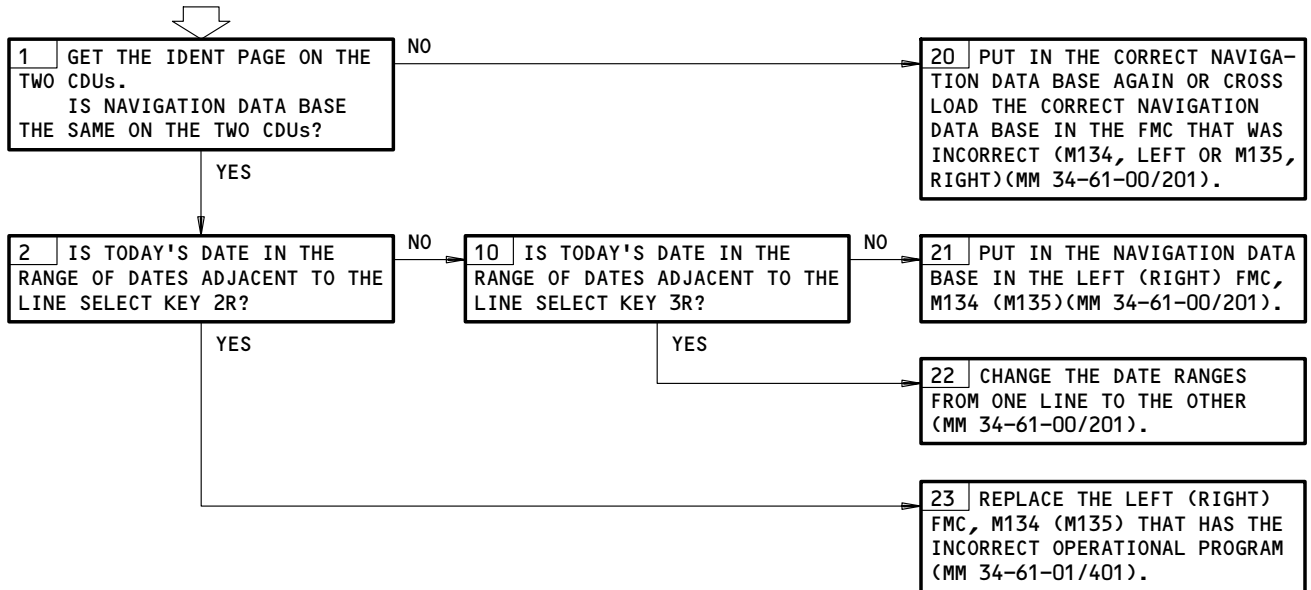 1 GET THE IDENT PAGE ON THE
TWO CDUs.
IS NAVIGATION DATA BASE
THE SAME ON THE TWO CDUs?
NO
YES
20 PUT IN THE CORRECT NAVIGA-
TION DATA BASE AGAIN OR CROSS
LOAD THE CORRECT NAVIGATION
DATA BASE IN THE FMC THAT WAS
INCORRECT (M134, LEFT OR M135,
RIGHT)(MM 34-61-00/201).
2 IS TODAY'S DATE IN THE
RANGE OF DATES ADJACENT TO THE
LINE SELECT KEY 2R?
NO
YES
10 IS TODAY'S DATE IN THE
RANGE OF DATES ADJACENT TO THE
LINE SELECT KEY 3R?
NO
YES
21 PUT IN THE NAVIGATION DATA
BASE IN THE LEFT (RIGHT) FMC,
M134 (M135)(MM 34-61-00/201).
22 CHANGE THE DATE RANGES
FROM ONE LINE TO THE OTHER
(MM 34-61-00/201).
23 REPLACE THE LEFT (RIGHT)
FMC, M134 (M135) THAT HAS THE
INCORRECT OPERATIONAL PROGRAM
(MM 34-61-01/401).